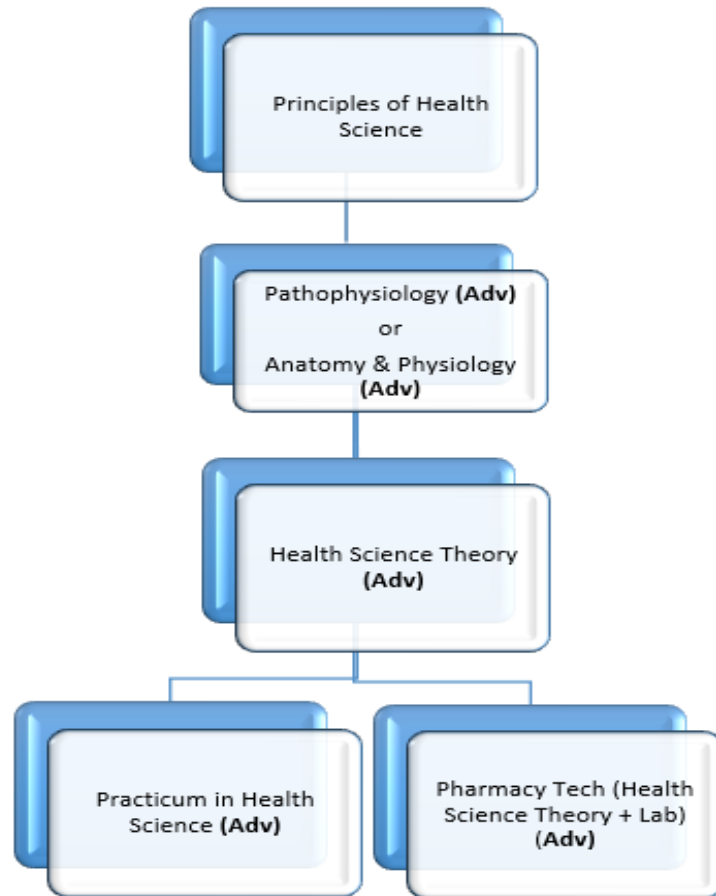 Principles of Health
Science
Pathophysiology (Adv)
or
Anatomy & Physiology
(Adv)
Health Science Theory
(Adv)
Practicum in Health
Science (Adv)
Pharmacy Tech (Health
Science Theory + Lab)
(Adv)